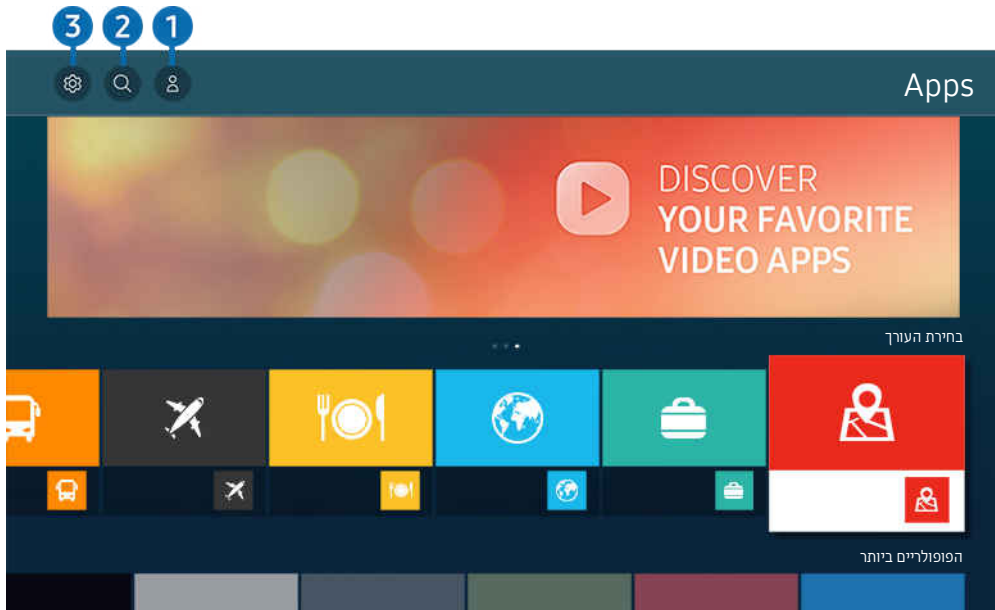 3 2 1
Apps
DISCOVER
YOUR FAVORITE
VIDEO APPS
בחירת העורך
הפופולריים ביותר